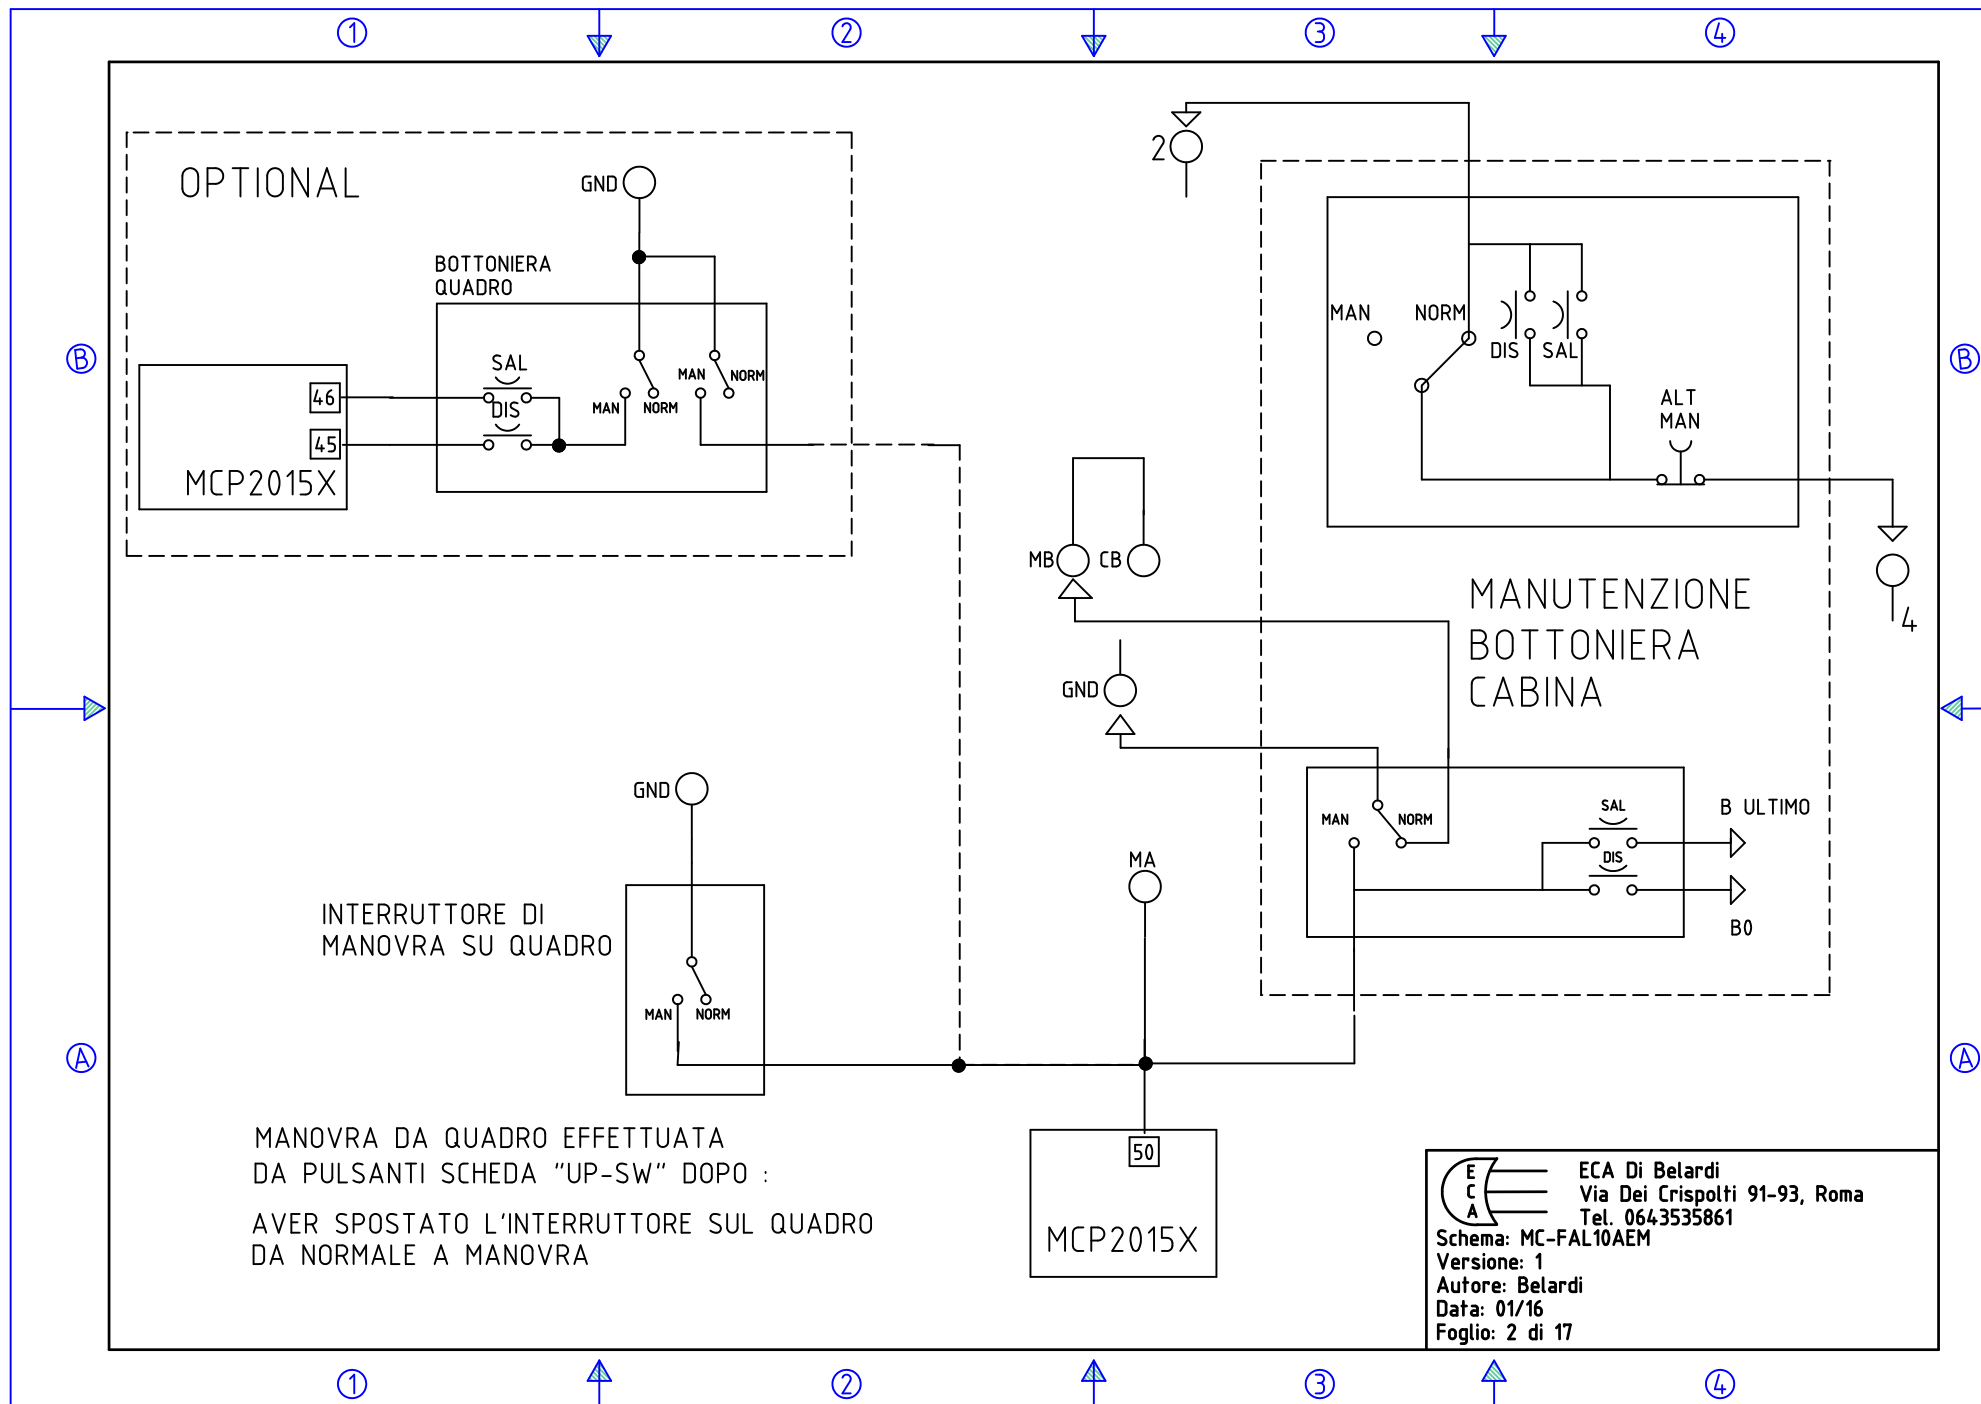 1
2
3
4
2
OPTIONAL
GND
BOTTONIERA
QUADRO
MAN
NORM
DIS
SAL
B
B
SAL
46
DIS
MAN
NORM
MAN
NORM
45
MCP2015X
ALT
MAN
MB
CB
4
MANUTENZIONE
BOTTONIERA
CABINA
GND
GND
MAN
NORM
SAL
B ULTIMO
DIS
B0
MA
INTERRUTTORE DI
MANOVRA SU QUADRO
MAN
NORM
A
A
MANOVRA DA QUADRO EFFETTUATA
DA PULSANTI SCHEDA "UP-SW" DOPO :
AVER SPOSTATO L'INTERRUTTORE SUL QUADRO
DA NORMALE A MANOVRA
50
MCP2015X
E
C
A
ECA Di Belardi
Via Dei Crispolti 91-93, Roma
Tel. 0643535861
Schema: MC-FAL10AEM
Versione: 1
Autore: Belardi
Data: 01/16
Foglio: 2 di 17
1
2
3
4